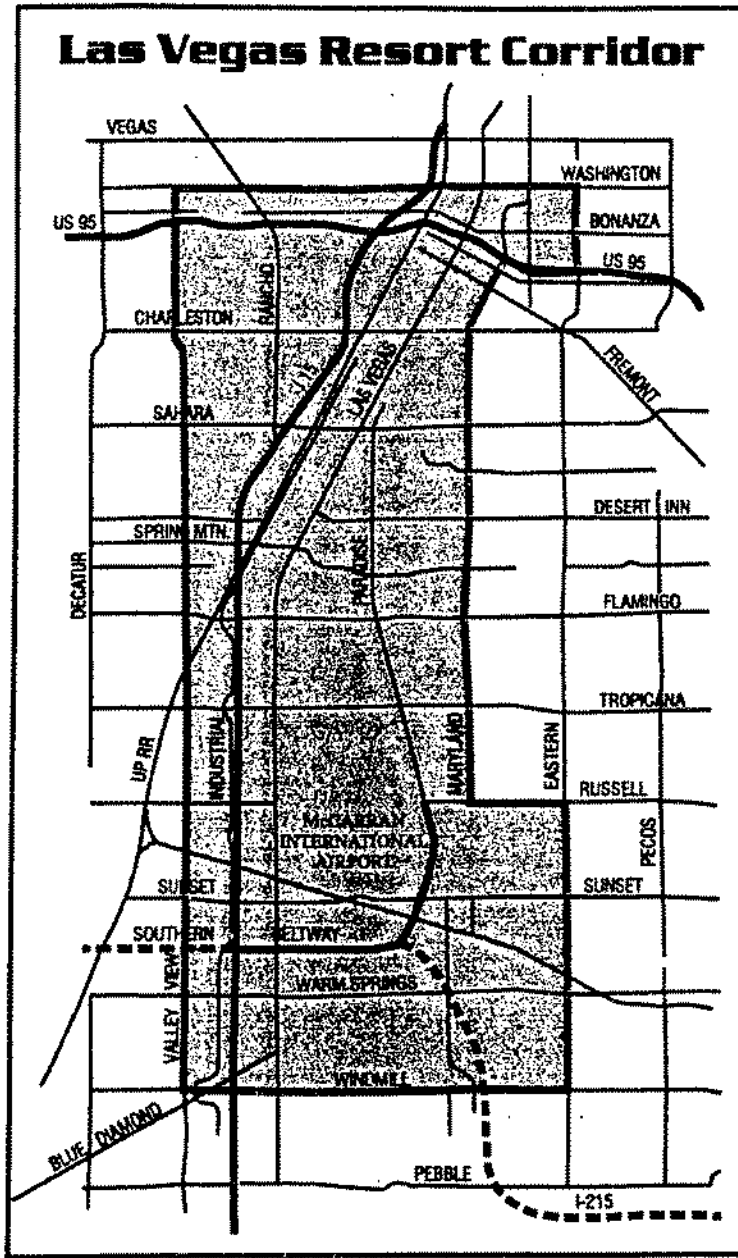 Las Vegas Resort Corridor
VEGAS
WASHINGTON
US 95
BONANZA
US 95
RANCHO
CHARLESTON
I-15
LAS VEGAS
FREMONT
SAHARA
DESERT INN
SPRING MTN.
DECATUR
PARADISE
FLAMINGO
TROPICANA
UP RR
INDUSTRIAL
MARYLAND
EASTERN
RUSSELL
McCARRAN
INTERNATIONAL
AIRPORT
PECOS
SUNSET
SUNSET
SOUTHERN BELTWAY
VALLEY VIEW
WARM SPRINGS
WINDMILL
BLUE DIAMOND
PEBBLE
I-215